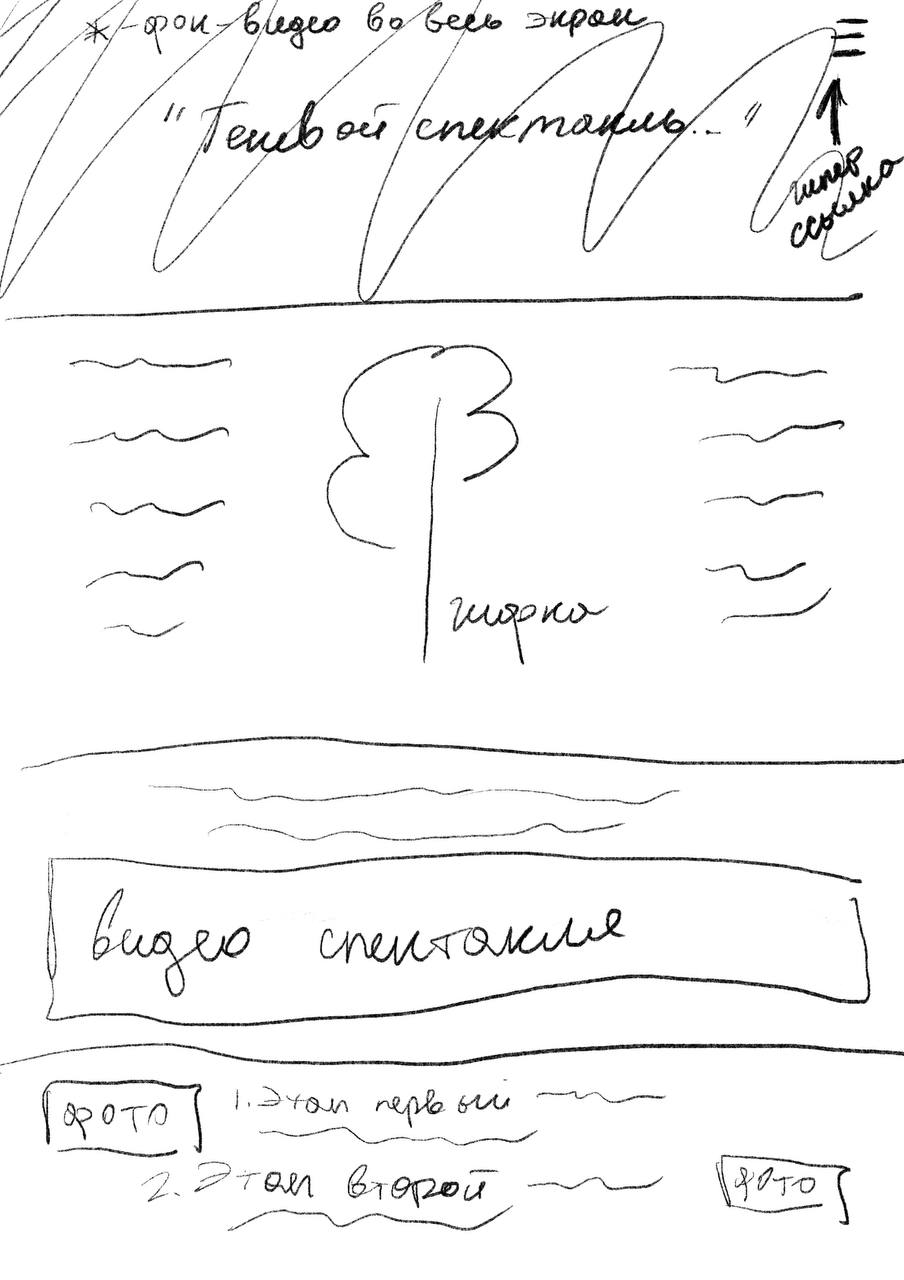 * - фон - видео во весь экран
"Теневой спектакль..."
гипер
ссылка
ширма
видео спектакля
фото
1. Этап первый
2. Этап второй
фото